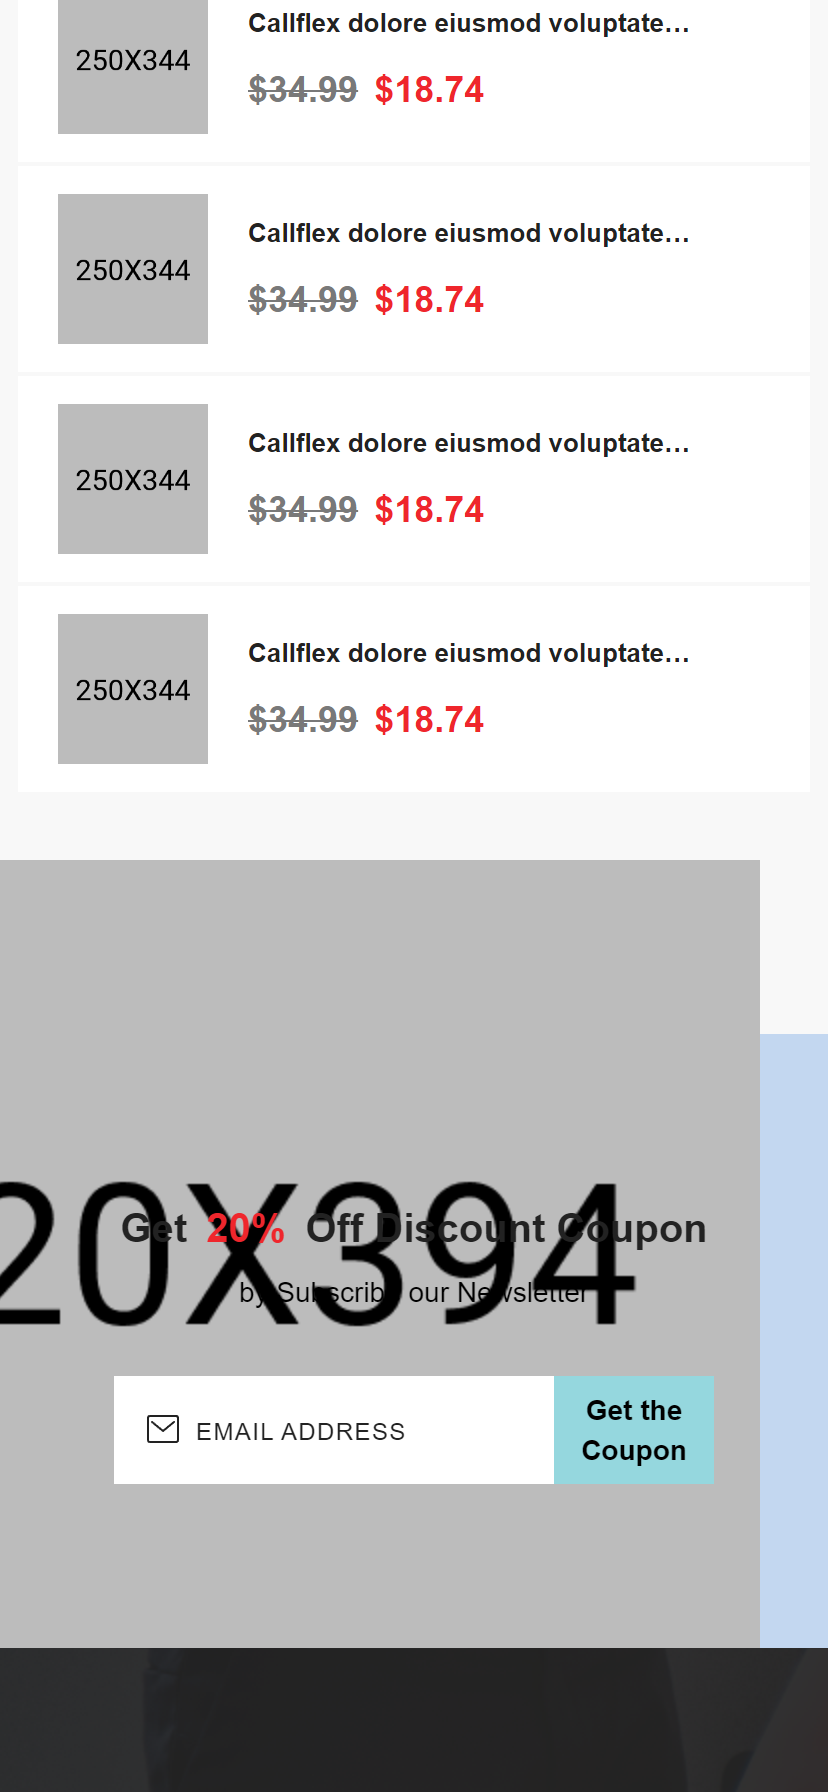 Callflex dolore eiusmod voluptate...
250X344
$34.99 $18.74
Callflex dolore eiusmod voluptate...
250X344
$34.99 $18.74
Callflex dolore eiusmod voluptate...
250X344
$34.99 $18.74
Callflex dolore eiusmod voluptate...
250X344
$34.99 $18.74
20X394
Get 20% Off Discount Coupon
by Subscribe our Newsletter
EMAIL ADDRESS
Get the
Coupon